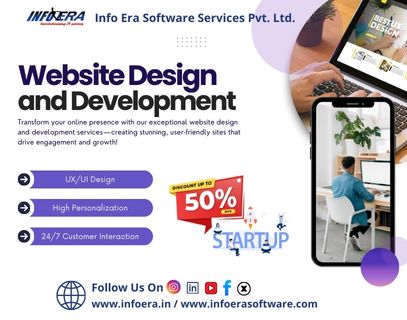 INFOERA
Revolutionising IT services
Info Era Software Services Pvt. Ltd.
BEST UX
DESIGN
Website Design
and Development
Transform your online presence with our exceptional website design
and development services—creating stunning, user-friendly sites that
drive engagement and growth!
UX/UI Design
High Personalization
24/7 Customer Interaction
DISCOUNT UP TO
50%
OFF
STARTUP
Follow Us On
www.infoera.in / www.infoerasoftware.com